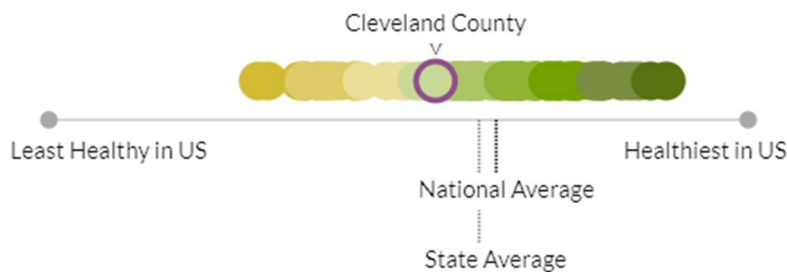 Cleveland County
Least Healthy in US
Healthiest in US
National Average
State Average